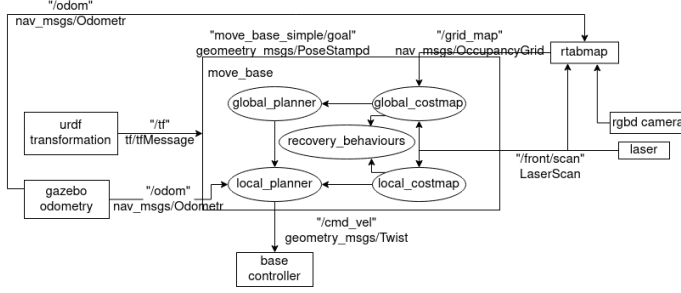 "/odom"
nav_msgs/Odometr
"move_base_simple/goal"
geomeetry_msgs/PoseStampd
"/grid_map"
nav_msgs/OccupancyGrid
rtabmap
move_base
global_planner
global_costmap
urdf
transformation
"/tf"
tf/tfMessage
recovery_behaviours
rgbd camera
laser
"/front/scan"
LaserScan
gazebo
odometry
"/odom"
nav_msgs/Odometr
local_planner
local_costmap
"/cmd_vel"
geometry_msgs/Twist
base
controller